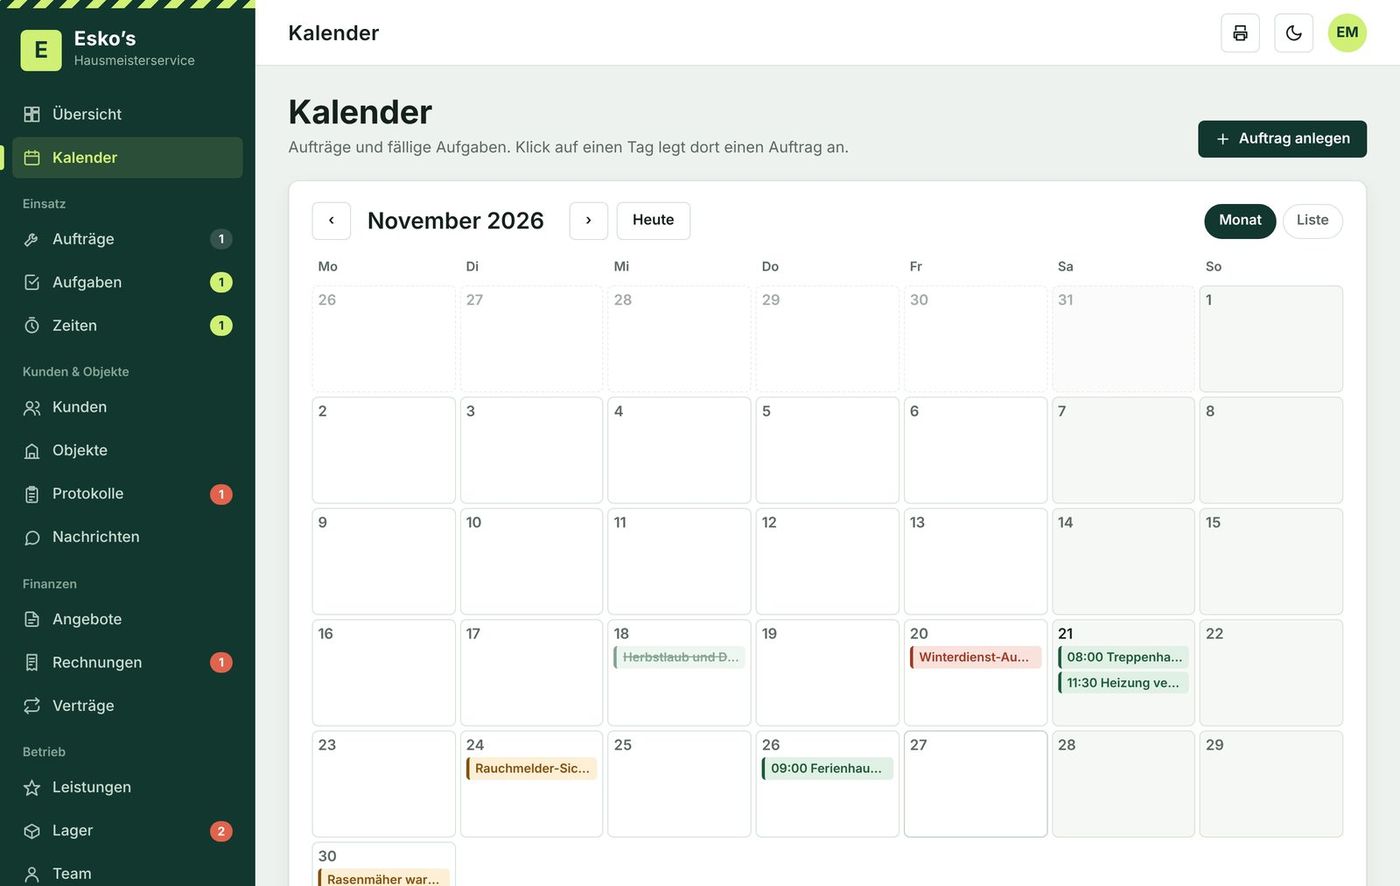 E
Esko’s
Hausmeisterservice
Übersicht
Kalender
Einsatz
Aufträge 1
Aufgaben 1
Zeiten 1
Kunden & Objekte
Kunden
Objekte
Protokolle 1
Nachrichten
Finanzen
Angebote
Rechnungen 1
Verträge
Betrieb
Leistungen
Lager 2
Team
Kalender
EM
Kalender
Aufträge und fällige Aufgaben. Klick auf einen Tag legt dort einen Auftrag an.
+ Auftrag anlegen
‹ November 2026 › Heute
Monat Liste
Mo Di Mi Do Fr Sa So
26 27 28 29 30 31 1
2 3 4 5 6 7 8
9 10 11 12 13 14 15
16 17 18 19 20 21 22
Herbstlaub und D… Winterdienst-Au… 08:00 Treppenha…
11:30 Heizung ve…
23 24 25 26 27 28 29
Rauchmelder-Sic… 09:00 Ferienhau…
30
Rasenmäher war…